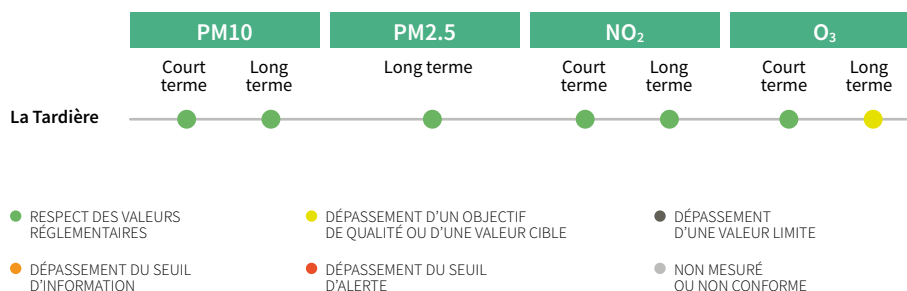 PM10 PM2.5 NO₂ O₃
Court terme Long terme Long terme Court terme Long terme Court terme Long terme
La Tardière
RESPECT DES VALEURS
RÉGLEMENTAIRES
DÉPASSEMENT D'UN OBJECTIF
DE QUALITÉ OU D'UNE VALEUR CIBLE
DÉPASSEMENT
D'UNE VALEUR LIMITE
DÉPASSEMENT DU SEUIL
D'INFORMATION
DÉPASSEMENT DU SEUIL
D'ALERTE
NON MESURÉ
OU NON CONFORME